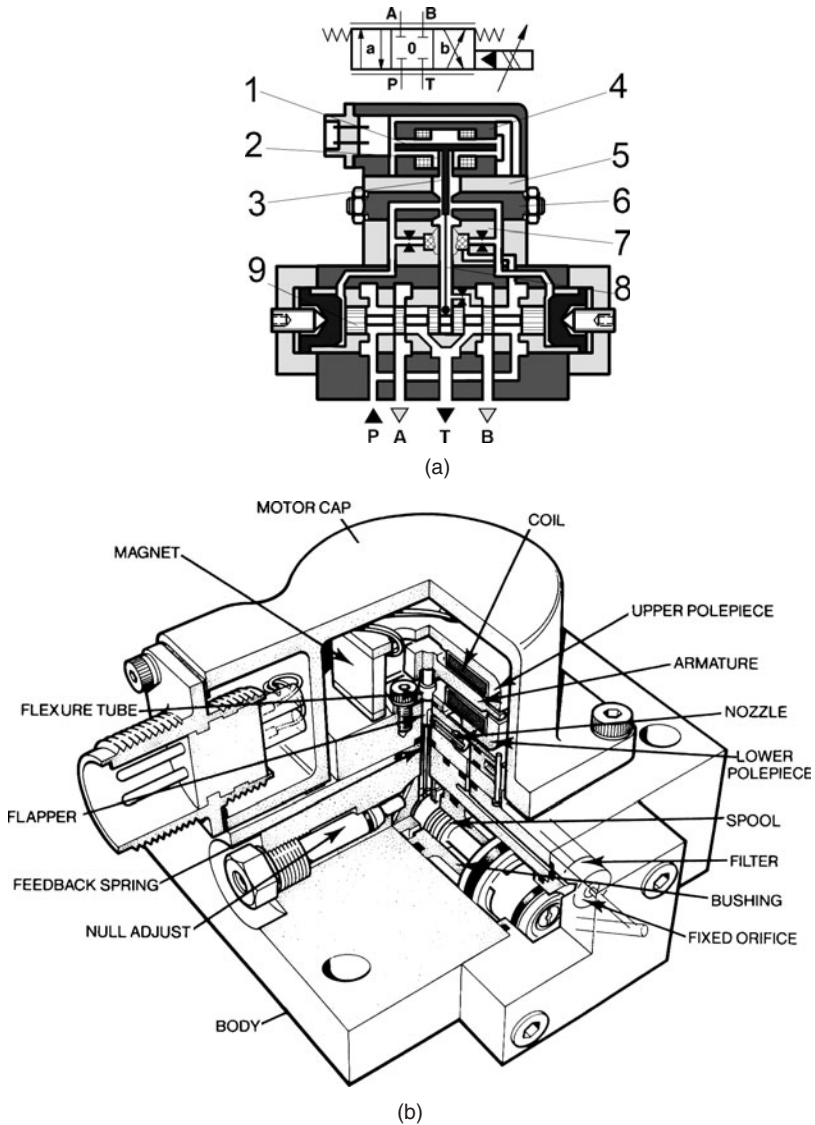 A B
a 0 b
P T
1
2
3
9
4
5
6
7
8
P A T B
(a)
MOTOR CAP
COIL
MAGNET
UPPER POLEPIECE
ARMATURE
FLEXURE TUBE
NOZZLE
LOWER
POLEPIECE
FLAPPER
SPOOL
FEEDBACK SPRING
FILTER
BUSHING
NULL ADJUST
FIXED ORIFICE
BODY
(b)